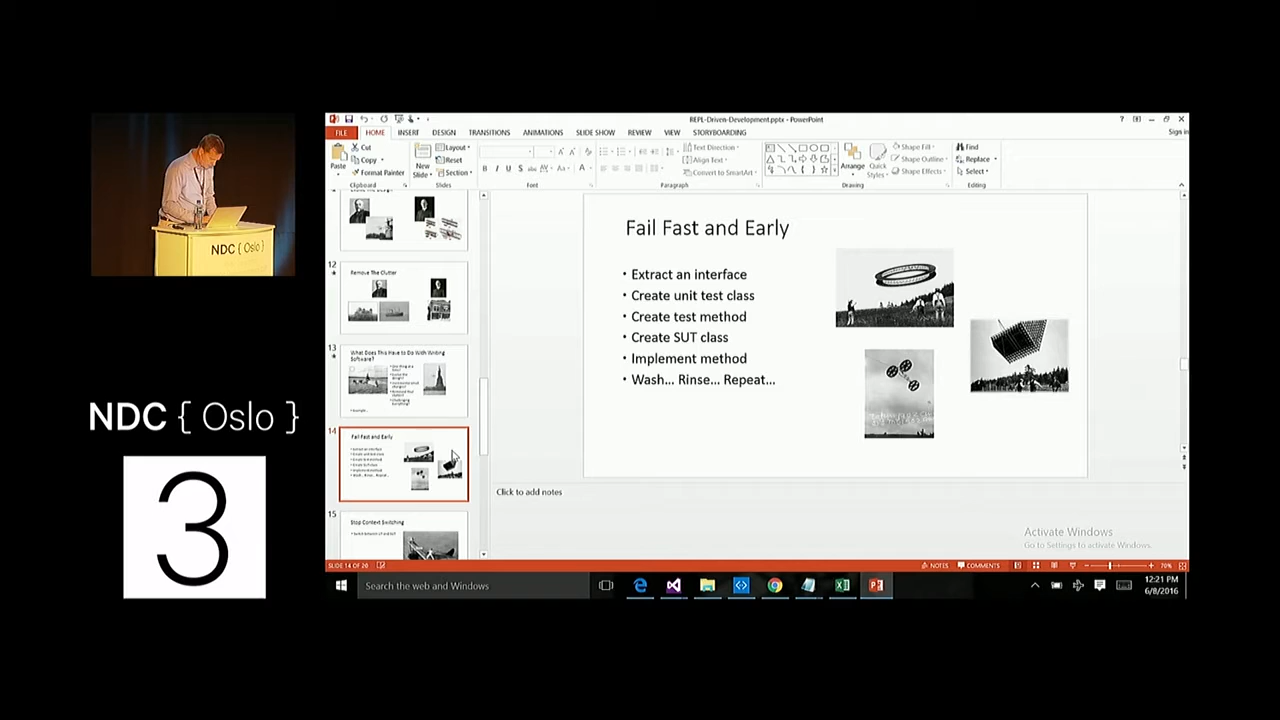 REPL-Driven-Development.pptx - PowerPoint
Sign in
FILE HOME INSERT DESIGN TRANSITIONS ANIMATIONS SLIDE SHOW REVIEW VIEW STORYBOARDING
Paste
Cut
Copy
Format Painter
Clipboard
New
Slide
Layout
Reset
Section
Slides
Font
Text Direction
Align Text
Convert to SmartArt
Paragraph
Arrange
Quick
Styles
Shape Fill
Shape Outline
Shape Effects
Drawing
Find
Replace
Select
Editing
12
Remove The Clutter
13
What Does This Have to Do With Writing
Software?
14
Fail Fast and Early
15
Stop Context Switching
Fail Fast and Early
• Extract an interface
• Create unit test class
• Create test method
• Create SUT class
• Implement method
• Wash... Rinse... Repeat...
Click to add notes
Activate Windows
Go to Settings to activate Windows.
SLIDE 14 OF 28
NOTES
COMMENTS
70%
Search the web and Windows
12:21 PM
6/8/2016
NDC { Oslo }
NDC { Oslo }
3